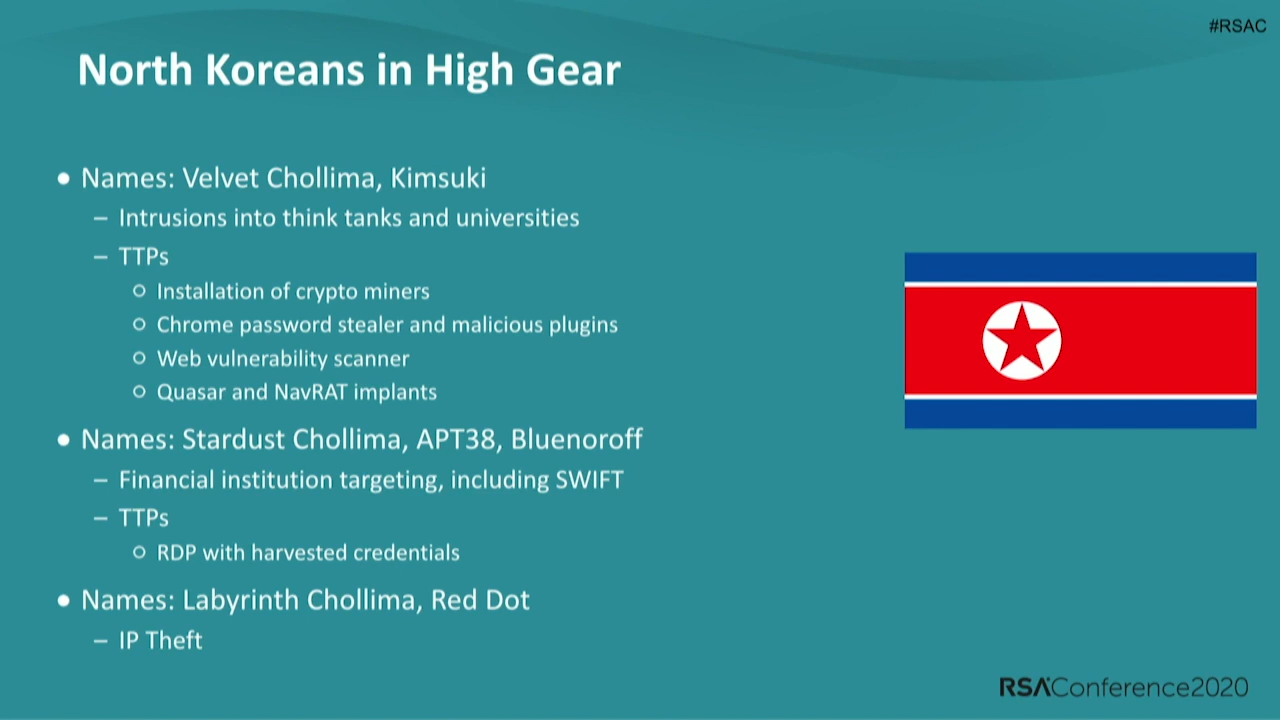 #RSAC
North Koreans in High Gear
● Names: Velvet Chollima, Kimsuki
– Intrusions into think tanks and universities
– TTPs
○ Installation of crypto miners
○ Chrome password stealer and malicious plugins
○ Web vulnerability scanner
○ Quasar and NavRAT implants
● Names: Stardust Chollima, APT38, Bluenoroff
– Financial institution targeting, including SWIFT
– TTPs
○ RDP with harvested credentials
● Names: Labyrinth Chollima, Red Dot
– IP Theft
RSAConference2020